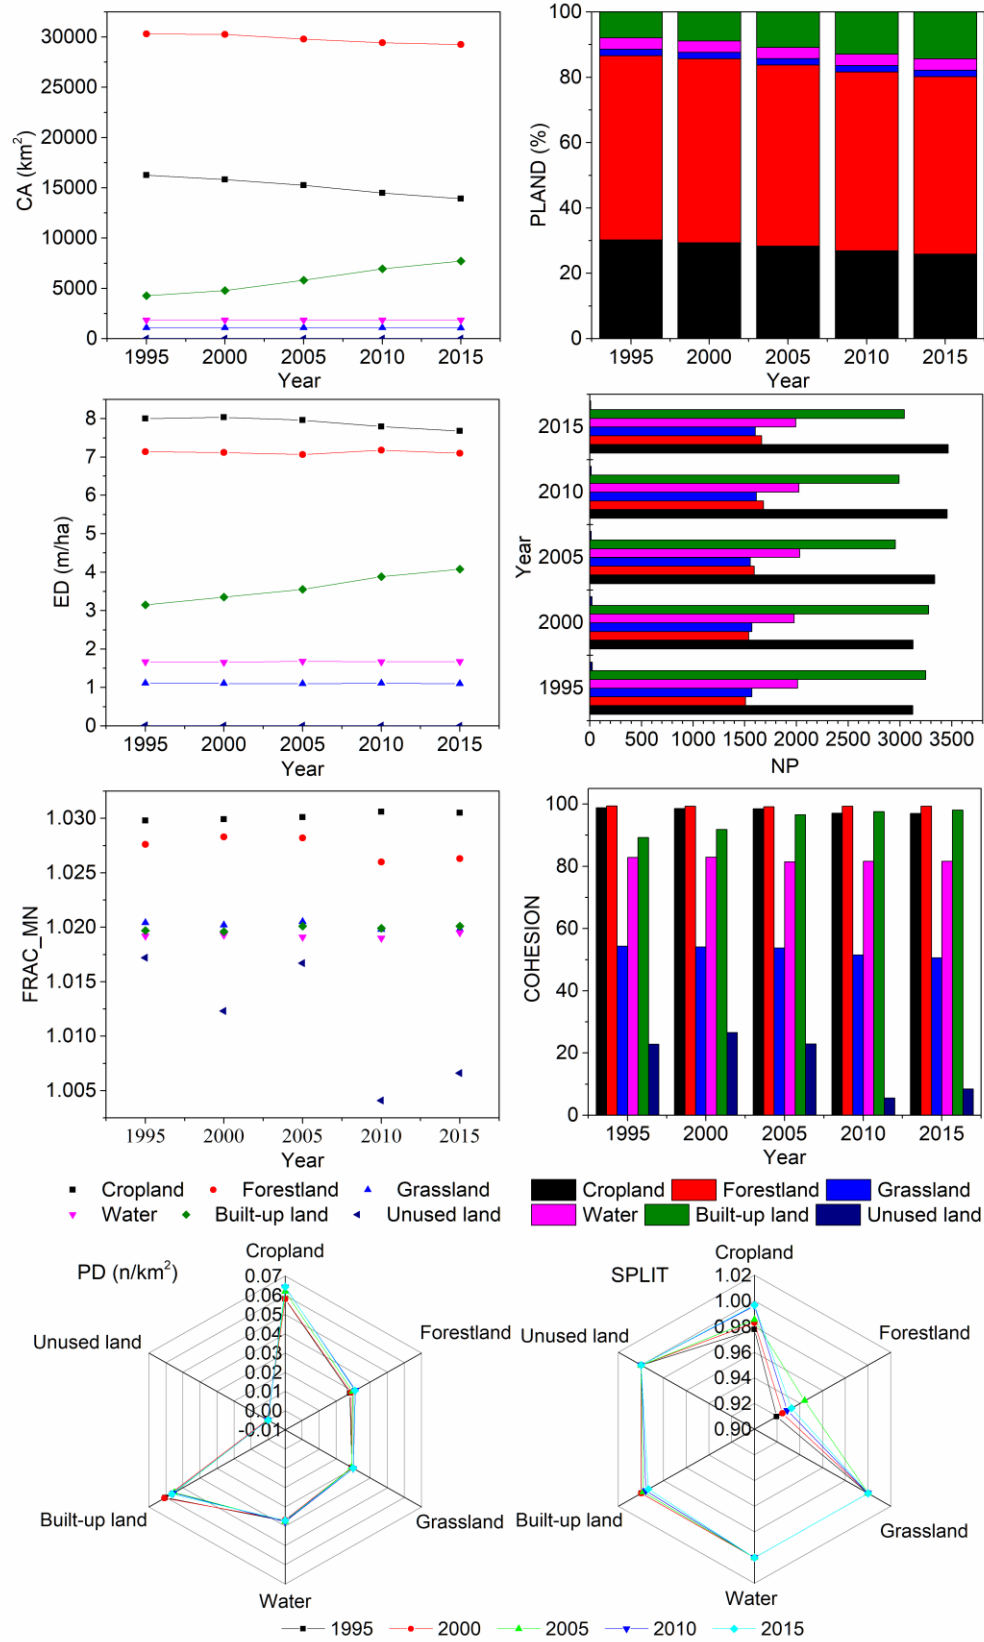 30000
25000
20000
15000
10000
5000
0
CA (km²)
1995 2000 2005 2010 2015
Year
100
80
60
40
20
0
PLAND (%)
1995 2000 2005 2010 2015
Year
8
7
6
5
4
3
2
1
0
ED (m/ha)
1995 2000 2005 2010 2015
Year
2015
2010
2005
2000
1995
Year
0 500 1000 1500 2000 2500 3000 3500
NP
1.030
1.025
1.020
1.015
1.010
1.005
FRAC_MN
1995 2000 2005 2010 2015
Year
100
80
60
40
20
0
COHESION
1995 2000 2005 2010 2015
Year
Cropland Forestland Grassland
Water Built-up land Unused land
Cropland Forestland Grassland
Water Built-up land Unused land
PD (n/km²)
Cropland
0.07
0.06
0.05
0.04
0.03
0.02
0.01
0.00
-0.01
Unused land
Forestland
Built-up land
Grassland
Water
SPLIT
Cropland
1.02
1.00
0.98
0.96
0.94
0.92
0.90
Unused land
Forestland
Built-up land
Grassland
Water
1995 2000 2005 2010 2015